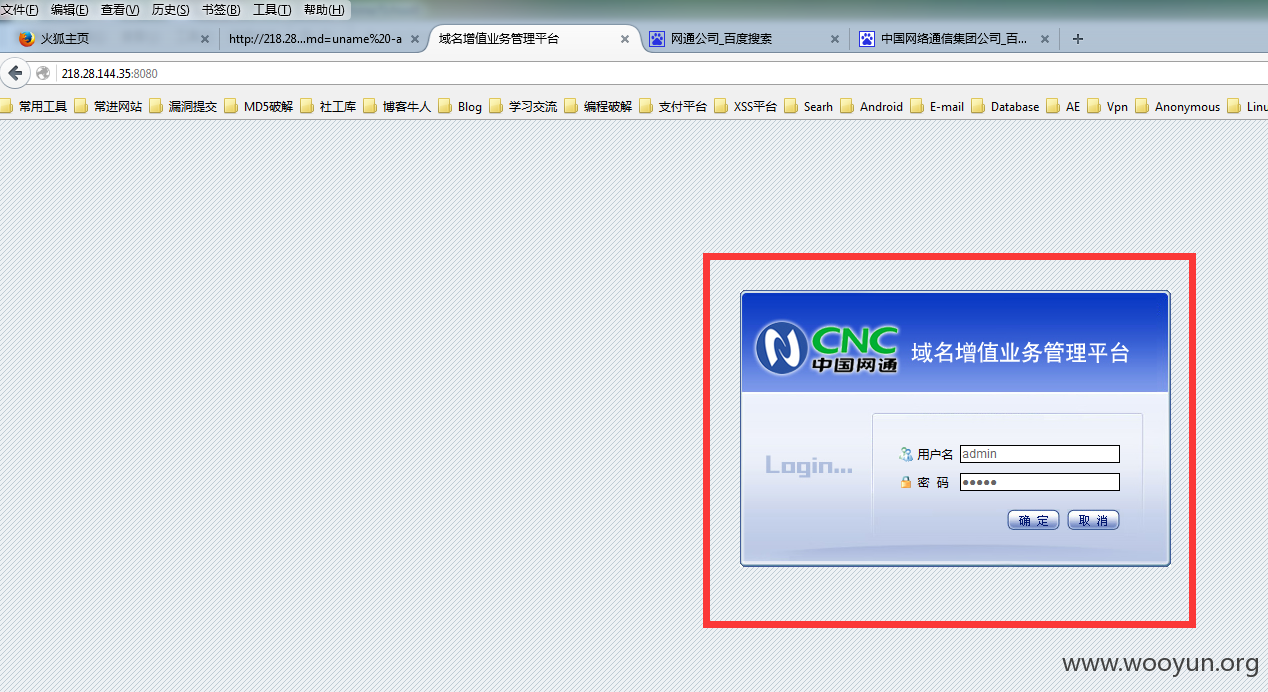 文件(F) 编辑(E) 查看(V) 历史(S) 书签(B) 工具(T) 帮助(H)
火狐主页 http://218.28...md=uname%20-a 域名增值业务管理平台 网通公司_百度搜索 中国网络通信集团公司_百...
218.28.144.35:8080
常用工具 常进网站 漏洞提交 MD5破解 社工库 博客牛人 Blog 学习交流 编程破解 支付平台 XSS平台 Searh Android E-mail Database AE Vpn Anonymous Linu
CNC
中国网通
域名增值业务管理平台
Login...
用户名 admin
密 码 •••••
确 定 取 消
www.wooyun.org